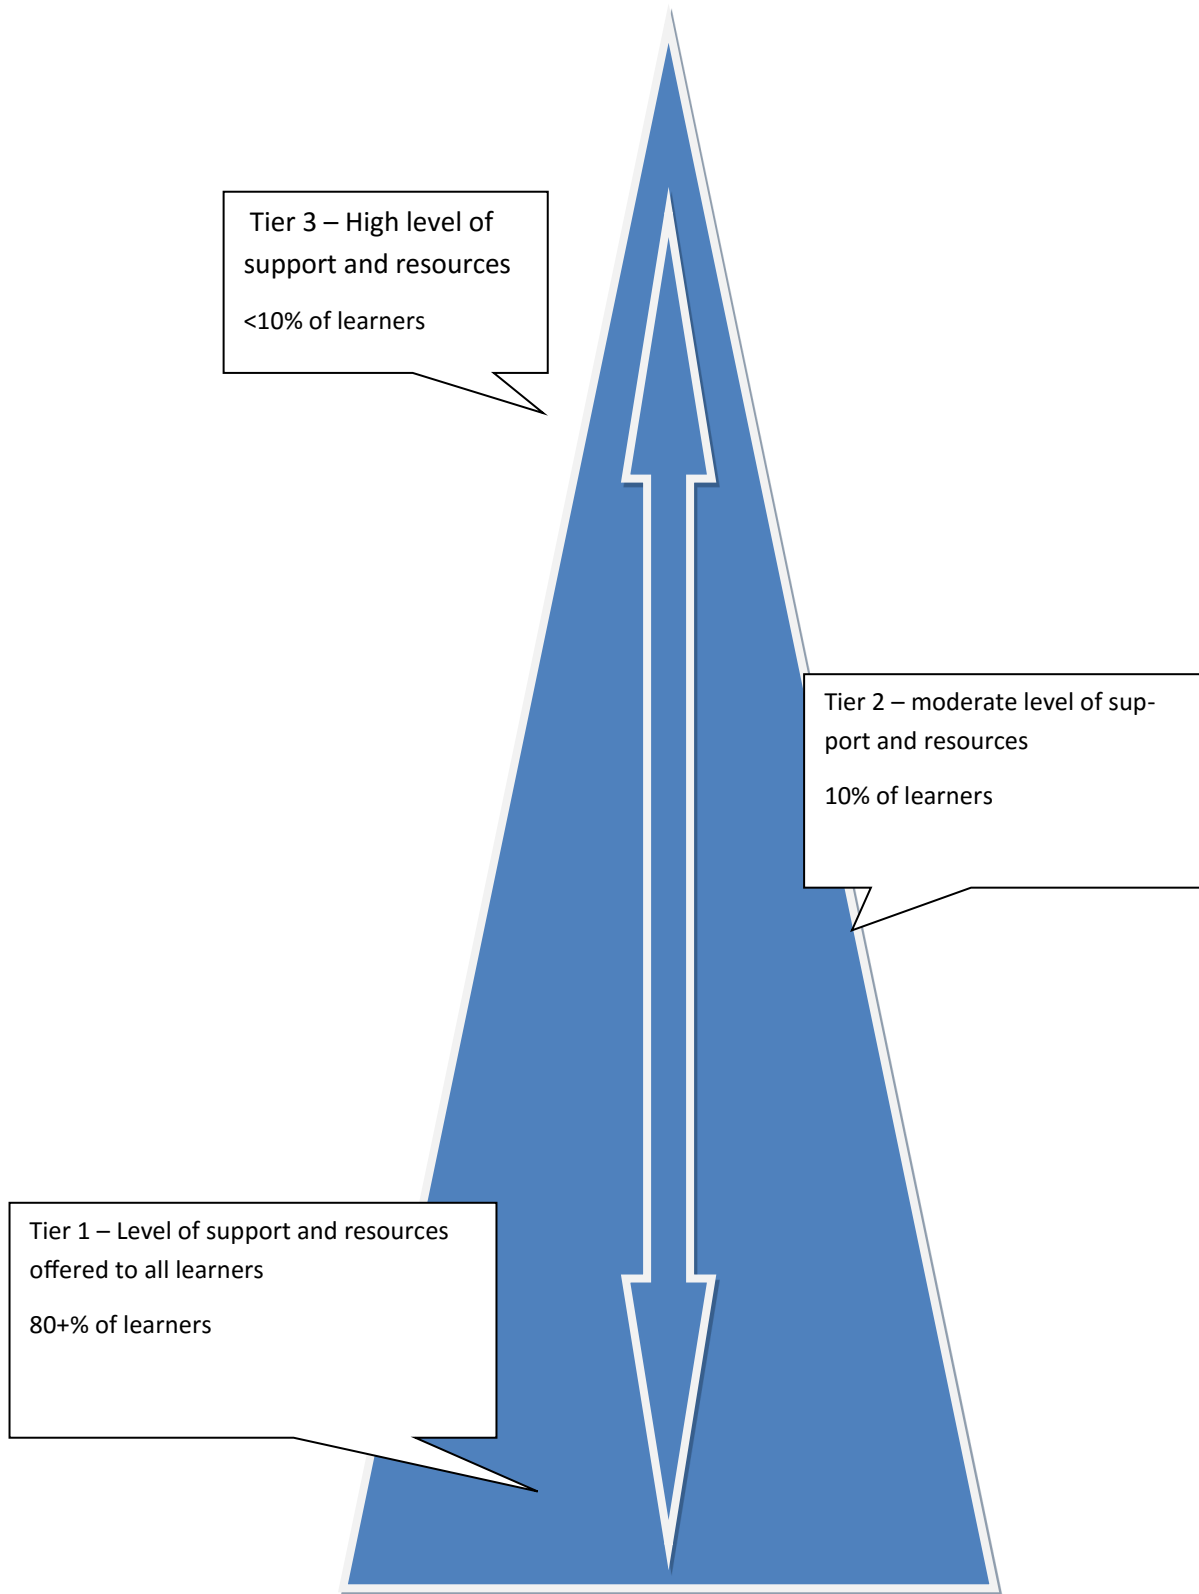 Tier 3 – High level of
support and resources
<10% of learners
Tier 2 – moderate level of sup-
port and resources
10% of learners
Tier 1 – Level of support and resources
offered to all learners
80+% of learners